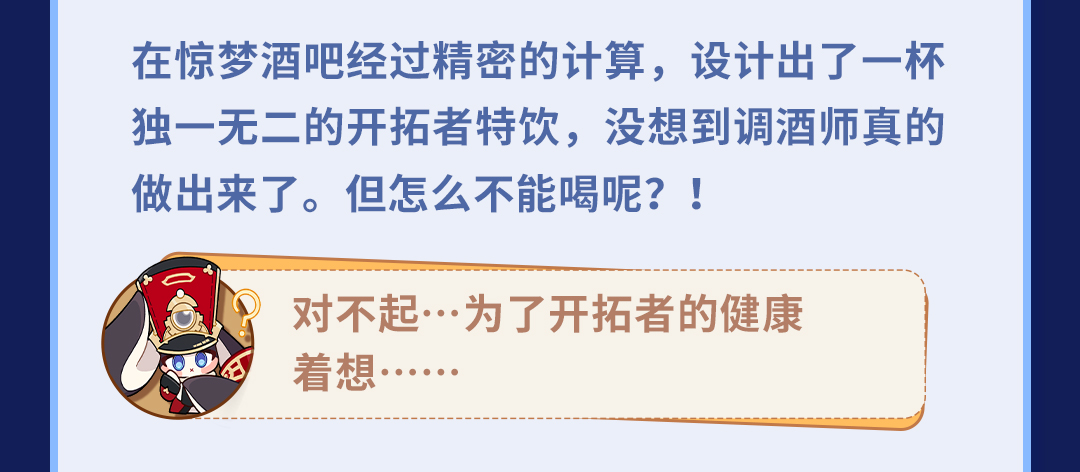 在惊梦酒吧经过精密的计算，设计出了一杯
独一无二的开拓者特饮，没想到调酒师真的
做出来了。但怎么不能喝呢？！
对不起…为了开拓者的健康
着想……